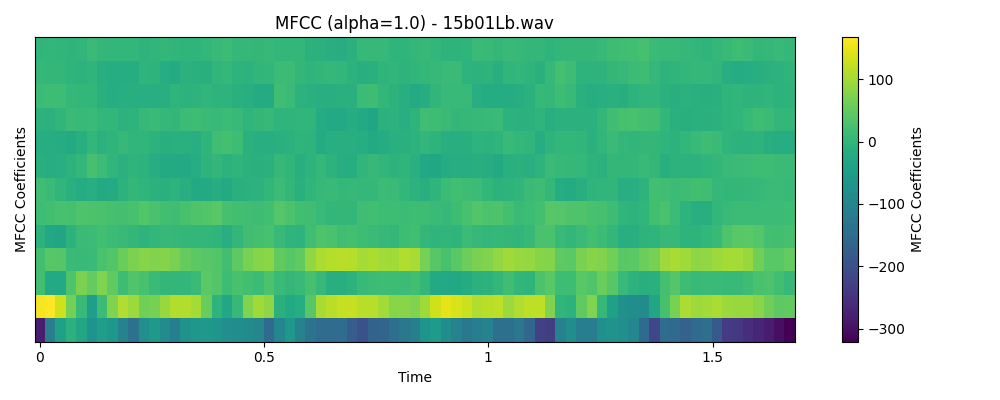 MFCC (alpha=1.0) - 15b01Lb.wav
MFCC Coefficients
0
0.5
1
1.5
Time
100
0
−100
−200
−300
MFCC Coefficients